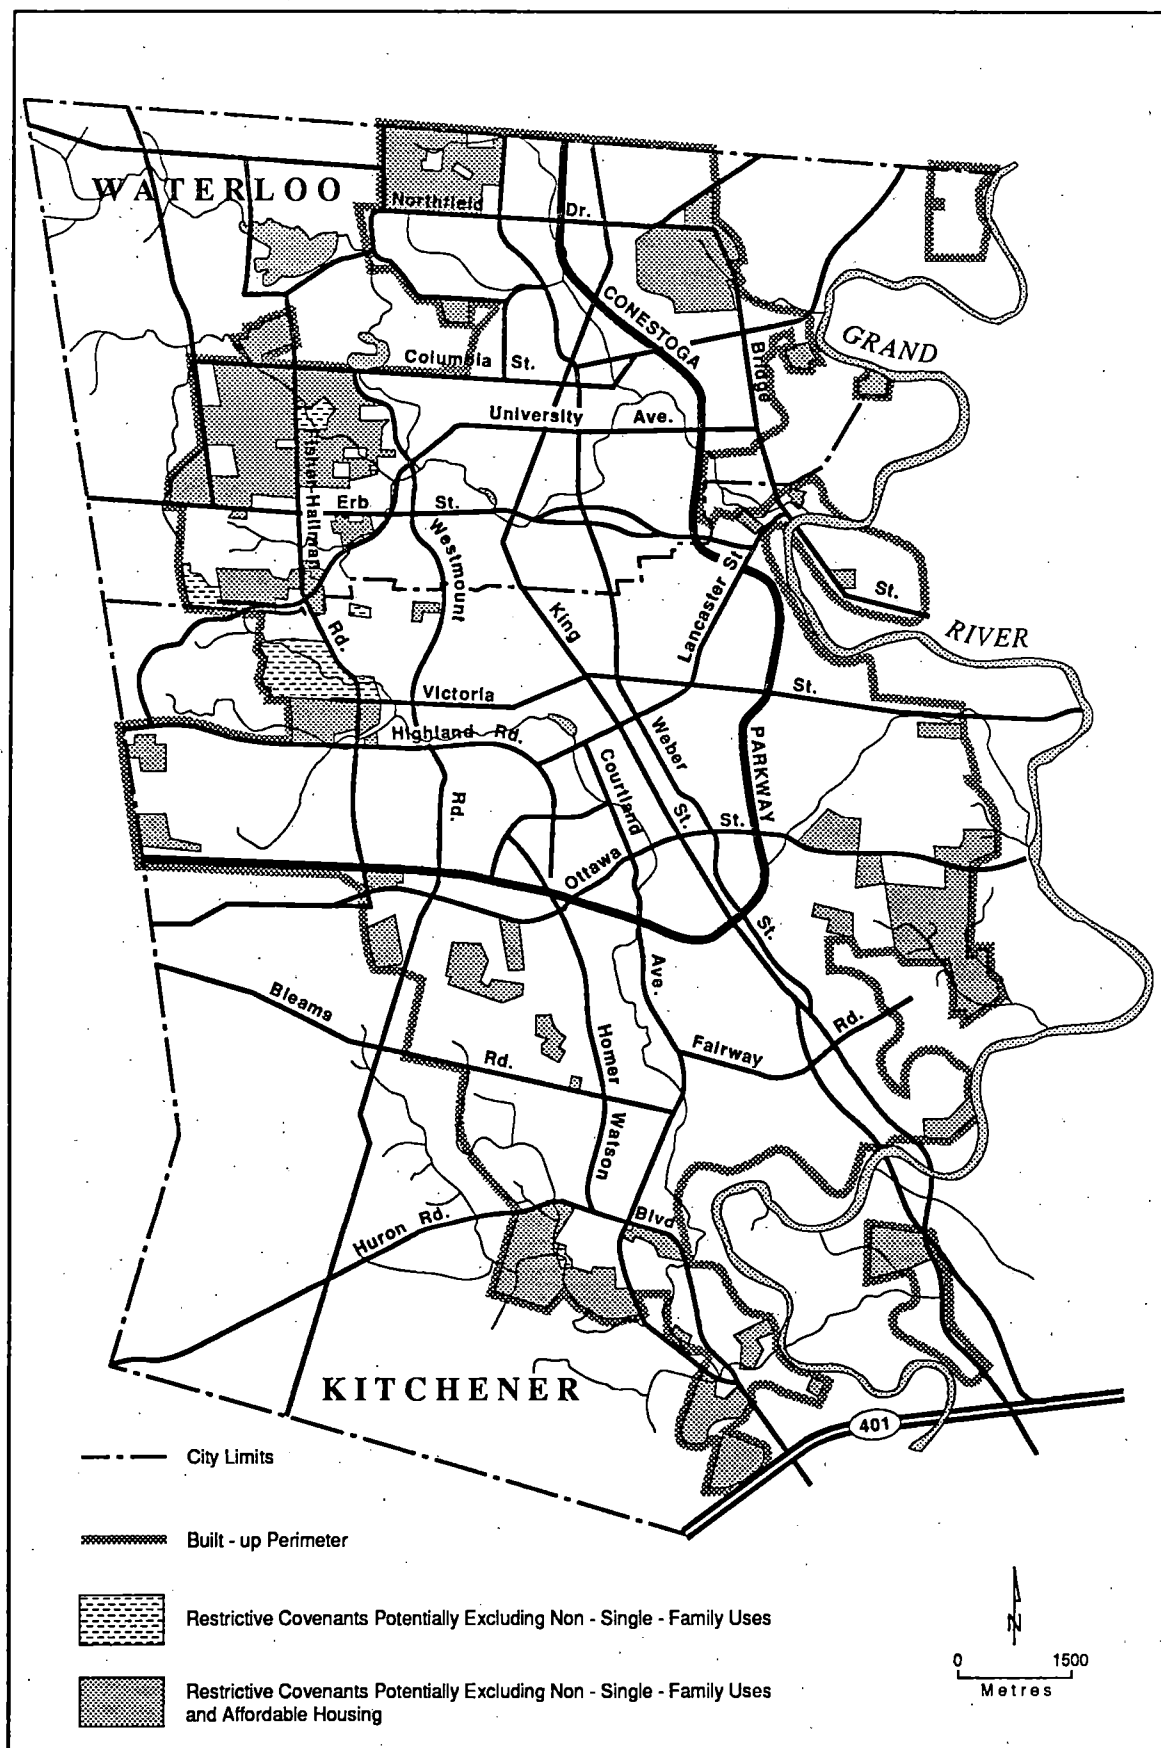 WATERLOO
Northfield Dr.
CONESTOGA
GRAND
Columbia St.
Bridge
University Ave.
Fisher-Hallman
Erb St.
Westmount
Lancaster St
St.
King
RIVER
Rd.
Victoria St.
Highland Rd.
Weber
PARKWAY
Courtland
Rd.
St.
St.
Ottawa
St.
Ave.
Bleams
Rd.
Homer
Fairway Rd.
Watson
Huron Rd.
Blvd
KITCHENER
401
City Limits
Built - up Perimeter
Restrictive Covenants Potentially Excluding Non - Single - Family Uses
Restrictive Covenants Potentially Excluding Non - Single - Family Uses
and Affordable Housing
N
0 1500
Metres